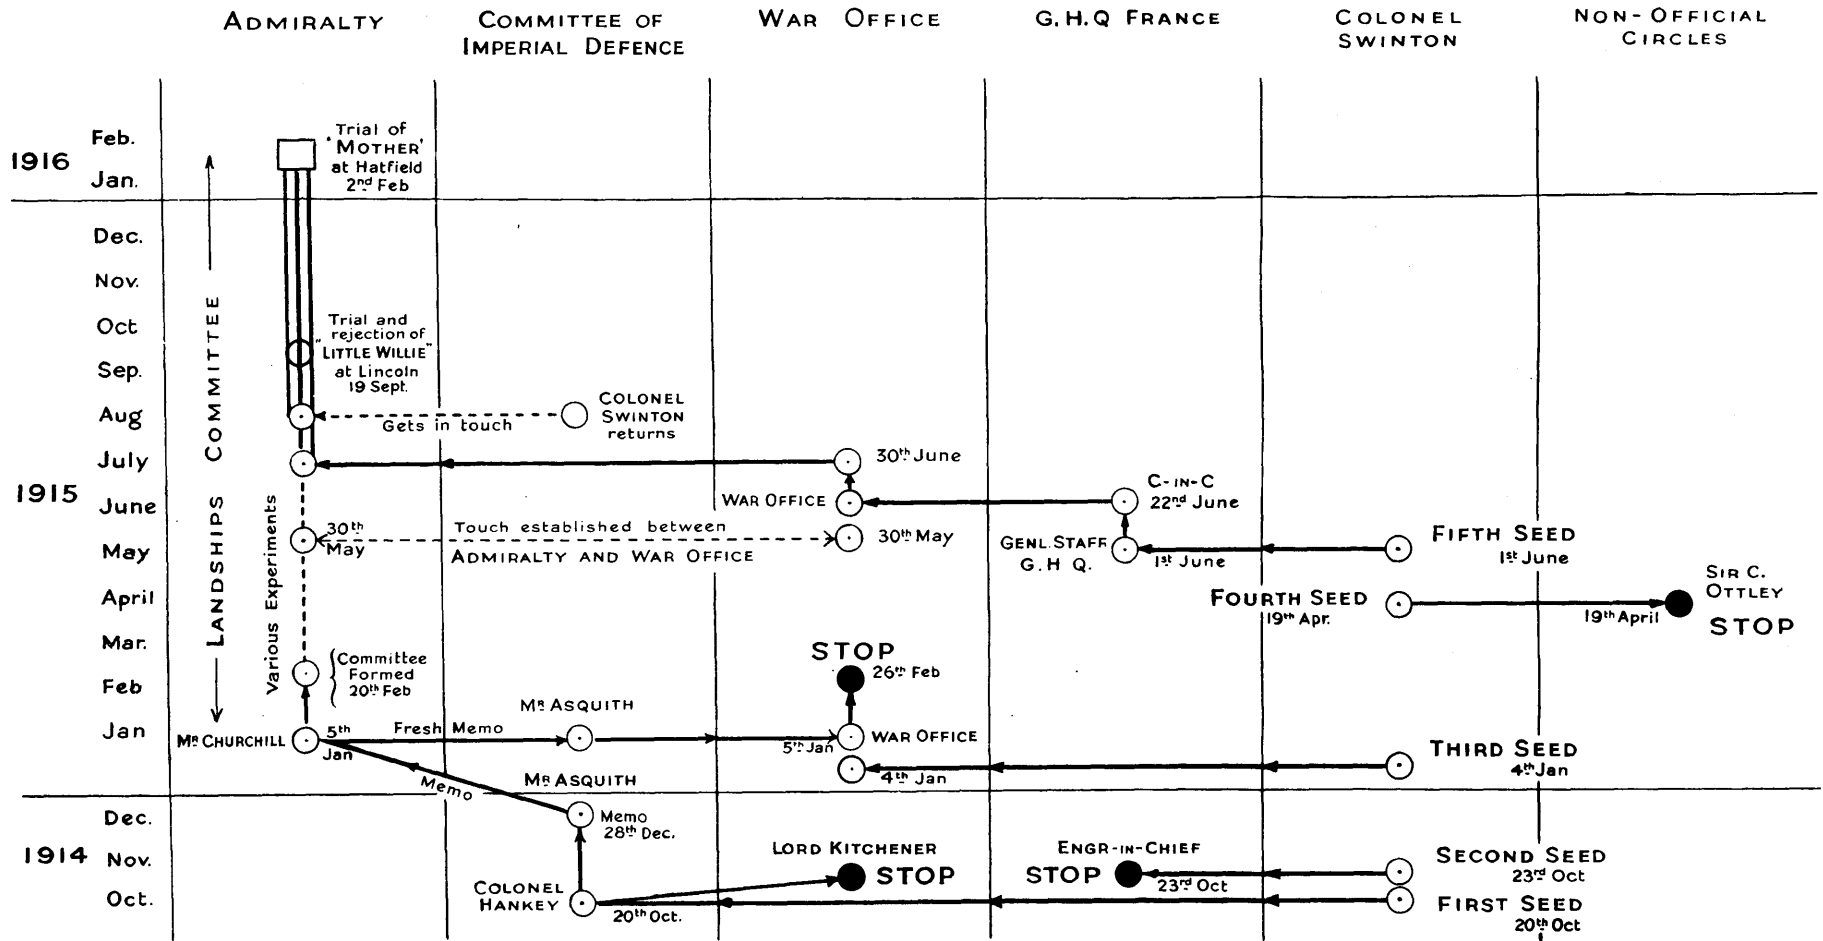 ADMIRALTY
COMMITTEE OF
IMPERIAL DEFENCE
WAR OFFICE
G.H.Q FRANCE
COLONEL
SWINTON
NON-OFFICIAL
CIRCLES
1916
Feb.
Jan.
Trial of
'MOTHER'
at Hatfield
2nd Feb
1915
Dec.
Nov.
Oct
Sep.
Aug
July
June
May
April
Mar.
Feb
Jan
LANDSHIPS COMMITTEE
Various Experiments
Trial and
rejection of
"LITTLE WILLIE"
at Lincoln
19 Sept.
Gets in touch
COLONEL
SWINTON
returns
30th June
WAR OFFICE
C-IN-C
22nd June
30th
May
Touch established between
ADMIRALTY AND WAR OFFICE
30th May
GENL. STAFF
G. H Q.
1st June
FIFTH SEED
1st June
FOURTH SEED
19th Apr.
19th April
SIR C.
OTTLEY
STOP
Committee
Formed
20th Feb
STOP
26th Feb
MR CHURCHILL
5th
Jan
Fresh Memo
MR ASQUITH
5th Jan
WAR OFFICE
4th Jan
THIRD SEED
4th Jan
Memo
MR ASQUITH
1914
Dec.
Nov.
Oct.
Memo
28th Dec.
COLONEL
HANKEY
20th Oct.
LORD KITCHENER
STOP
ENGR-IN-CHIEF
STOP
23rd Oct
SECOND SEED
23rd Oct
FIRST SEED
20th Oct